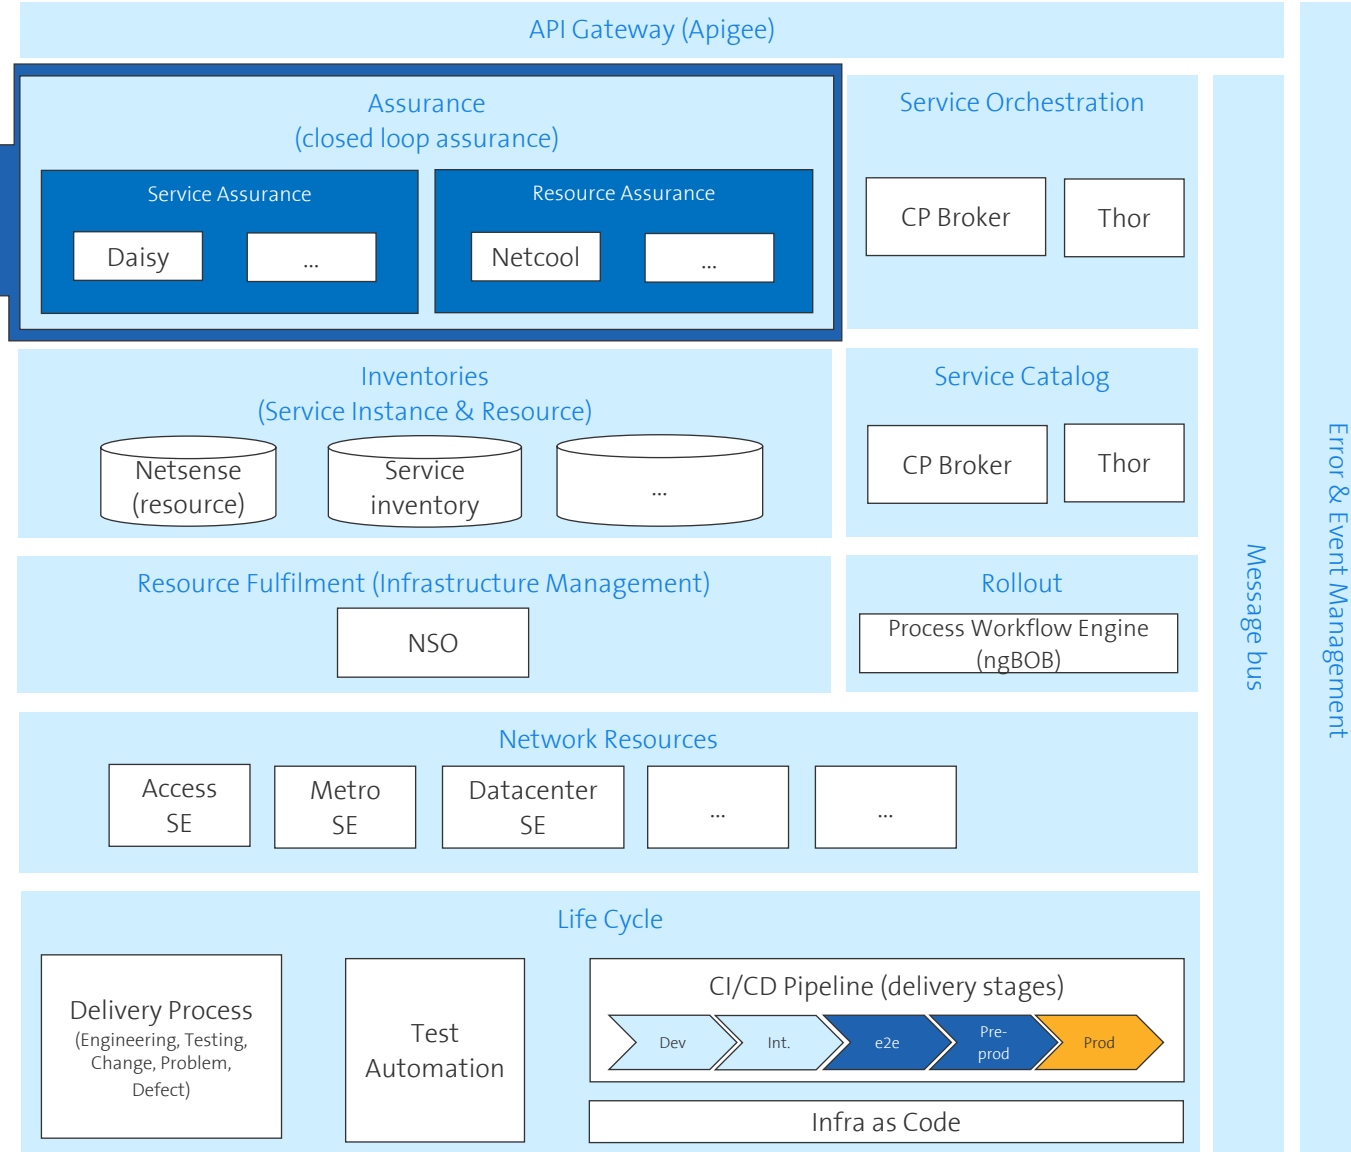 API Gateway (Apigee)
Assurance
(closed loop assurance)
Service Assurance
Daisy
...
Resource Assurance
Netcool
...
Service Orchestration
CP Broker
Thor
Inventories
(Service Instance & Resource)
Netsense
(resource)
Service
inventory
...
Service Catalog
CP Broker
Thor
Resource Fulfilment (Infrastructure Management)
NSO
Rollout
Process Workflow Engine
(ngBOB)
Network Resources
Access
SE
Metro
SE
Datacenter
SE
...
...
Life Cycle
Delivery Process
(Engineering, Testing,
Change, Problem,
Defect)
Test
Automation
CI/CD Pipeline (delivery stages)
Dev
Int.
e2e
Pre-
prod
Prod
Infra as Code
Message bus
Error & Event Management